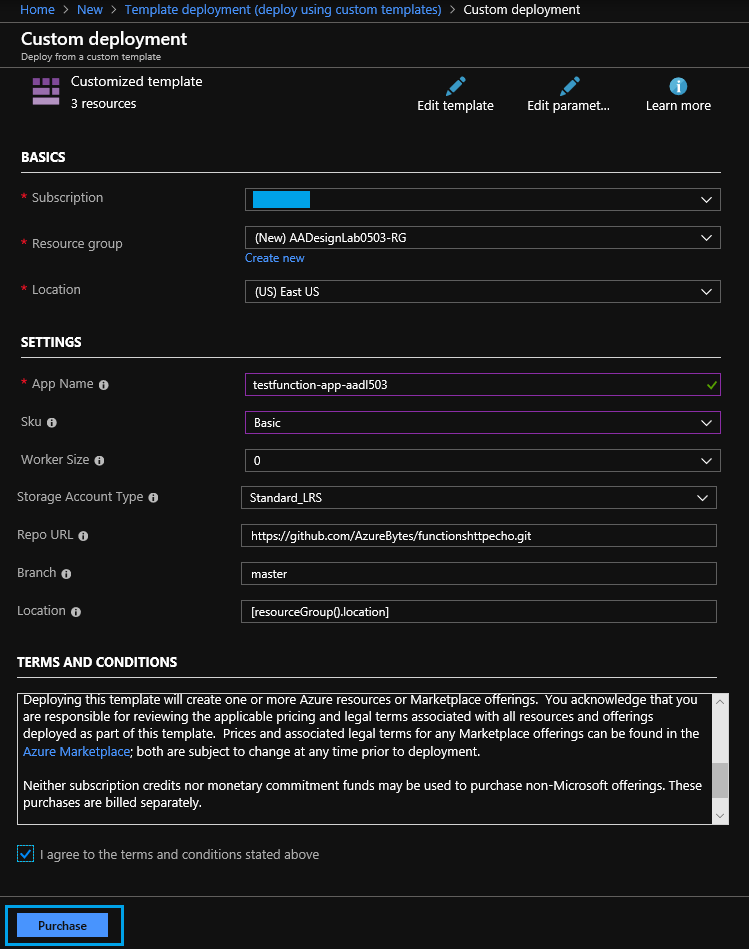 Home > New > Template deployment (deploy using custom templates) > Custom deployment
Custom deployment
Deploy from a custom template
Customized template
3 resources
Edit template
Edit paramet...
Learn more
BASICS
* Subscription
* Resource group
(New) AADesignLab0503-RG
Create new
* Location
(US) East US
SETTINGS
* App Name
testfunction-app-aadl503
Sku
Basic
Worker Size
0
Storage Account Type
Standard_LRS
Repo URL
https://github.com/AzureBytes/functionshttpecho.git
Branch
master
Location
[resourceGroup().location]
TERMS AND CONDITIONS
Deploying this template will create one or more Azure resources or Marketplace offerings. You acknowledge that you
are responsible for reviewing the applicable pricing and legal terms associated with all resources and offerings
deployed as part of this template. Prices and associated legal terms for any Marketplace offerings can be found in the
Azure Marketplace; both are subject to change at any time prior to deployment.
Neither subscription credits nor monetary commitment funds may be used to purchase non-Microsoft offerings. These
purchases are billed separately.
I agree to the terms and conditions stated above
Purchase